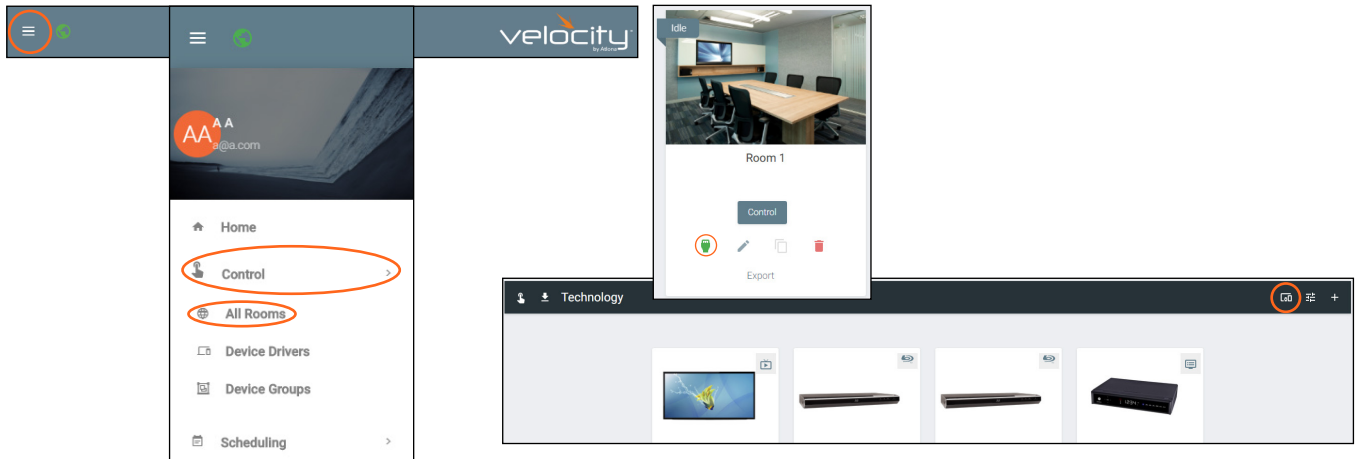 velocity
by Atlona
AA
A A
a@a.com
Home
Control
All Rooms
Device Drivers
Device Groups
Scheduling
Idle
Room 1
Control
Export
Technology
1234